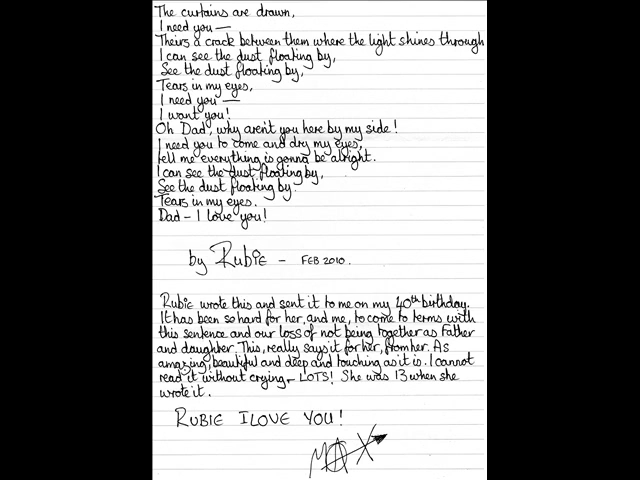 The curtains are drawn,
I need you —
Theirs a crack between them where the light shines through
I can see the dust floating by,
See the dust floating by,
Tears in my eyes,
I need you —
I want you!
Oh Dad, why aren't you here by my side!
I need you to come and dry my eyes,
tell me everything is gonna be alright.
I can see the dust floating by,
See the dust floating by.
Tears in my eyes.
Dad – I love you!
by Rubie – FEB 2010.
Rubie wrote this and sent it to me on my 40th birthday.
It has been so hard for her, and me, to come to terms with
this sentence and our loss of not being together as Father
and daughter. This, really says it for her, from her. As
amazing, beautiful and deep and touching as it is. I cannot
read it without crying – LOTS! She was 13 when she
wrote it.
RUBIE I LOVE YOU!
MAX